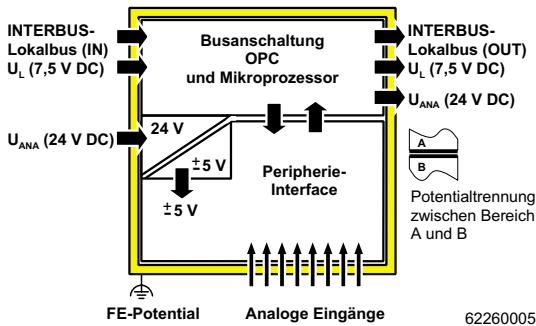 INTERBUS-
Lokalbus (IN)
U_L (7,5 V DC)
U_ANA (24 V DC)
Busanschaltung
OPC
und Mikroprozessor
INTERBUS-
Lokalbus (OUT)
U_L (7,5 V DC)
U_ANA (24 V DC)
24 V
±5 V
±5 V
Peripherie-
Interface
A
B
Potentialtrennung
zwischen Bereich
A und B
FE-Potential
Analoge Eingänge
62260005